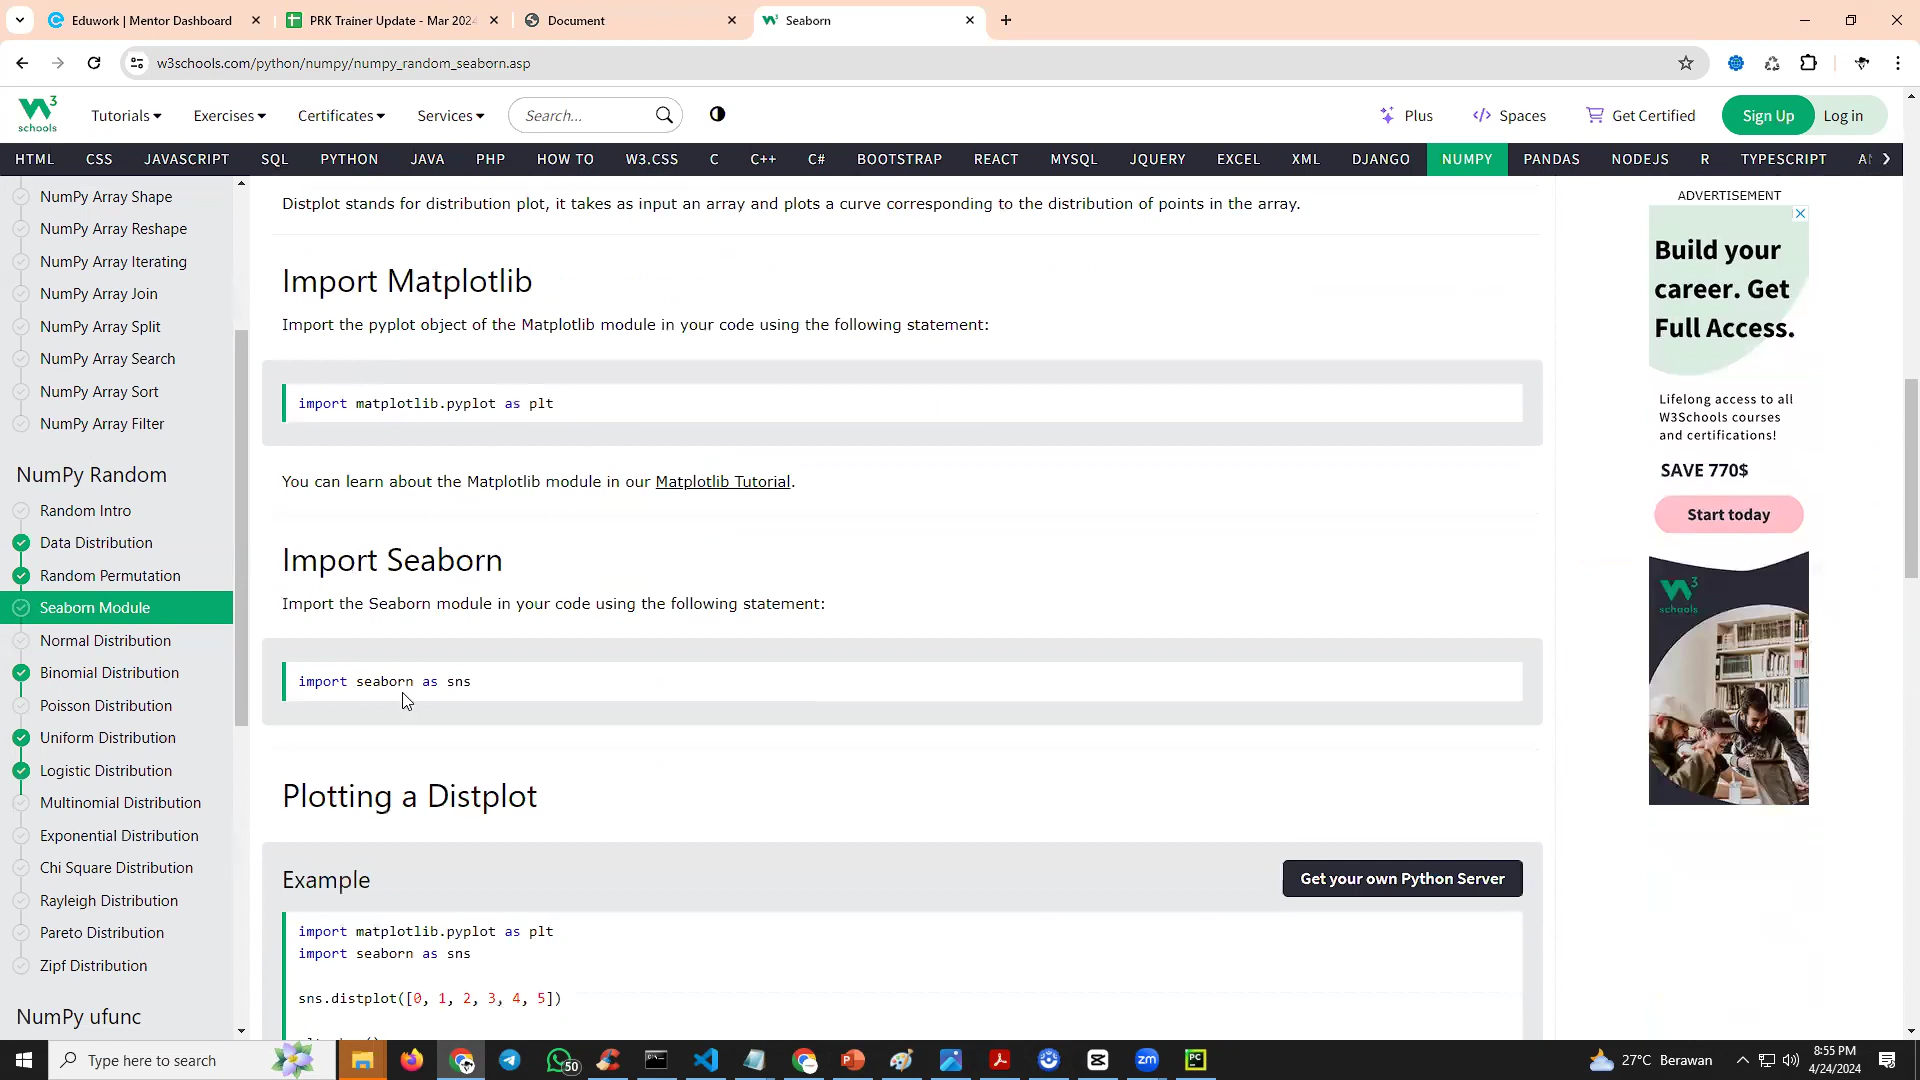 Eduwork | Mentor Dashboard
PRK Trainer Update - Mar 2024
Document
Seaborn
w3schools.com/python/numpy/numpy_random_seaborn.asp
schools
Tutorials
Exercises
Certificates
Services
Search...
Plus
Spaces
Get Certified
Sign Up
Log in
HTML
CSS
JAVASCRIPT
SQL
PYTHON
JAVA
PHP
HOW TO
W3.CSS
C
C++
C#
BOOTSTRAP
REACT
MYSQL
JQUERY
EXCEL
XML
DJANGO
NUMPY
PANDAS
NODEJS
R
TYPESCRIPT
NumPy Array Shape
NumPy Array Reshape
NumPy Array Iterating
NumPy Array Join
NumPy Array Split
NumPy Array Search
NumPy Array Sort
NumPy Array Filter
NumPy Random
Random Intro
Data Distribution
Random Permutation
Seaborn Module
Normal Distribution
Binomial Distribution
Poisson Distribution
Uniform Distribution
Logistic Distribution
Multinomial Distribution
Exponential Distribution
Chi Square Distribution
Rayleigh Distribution
Pareto Distribution
Zipf Distribution
NumPy ufunc
Distplot stands for distribution plot, it takes as input an array and plots a curve corresponding to the distribution of points in the array.
Import Matplotlib
Import the pyplot object of the Matplotlib module in your code using the following statement:
import matplotlib.pyplot as plt
You can learn about the Matplotlib module in our Matplotlib Tutorial.
Import Seaborn
Import the Seaborn module in your code using the following statement:
import seaborn as sns
Plotting a Distplot
Example
Get your own Python Server
import matplotlib.pyplot as plt
import seaborn as sns
sns.distplot([0, 1, 2, 3, 4, 5])
ADVERTISEMENT
Build your
career. Get
Full Access.
Lifelong access to all
W3Schools courses
and certifications!
SAVE 770$
Start today
W3
schools
Type here to search
50
zm
PC
27°C Berawan
8:55 PM
4/24/2024